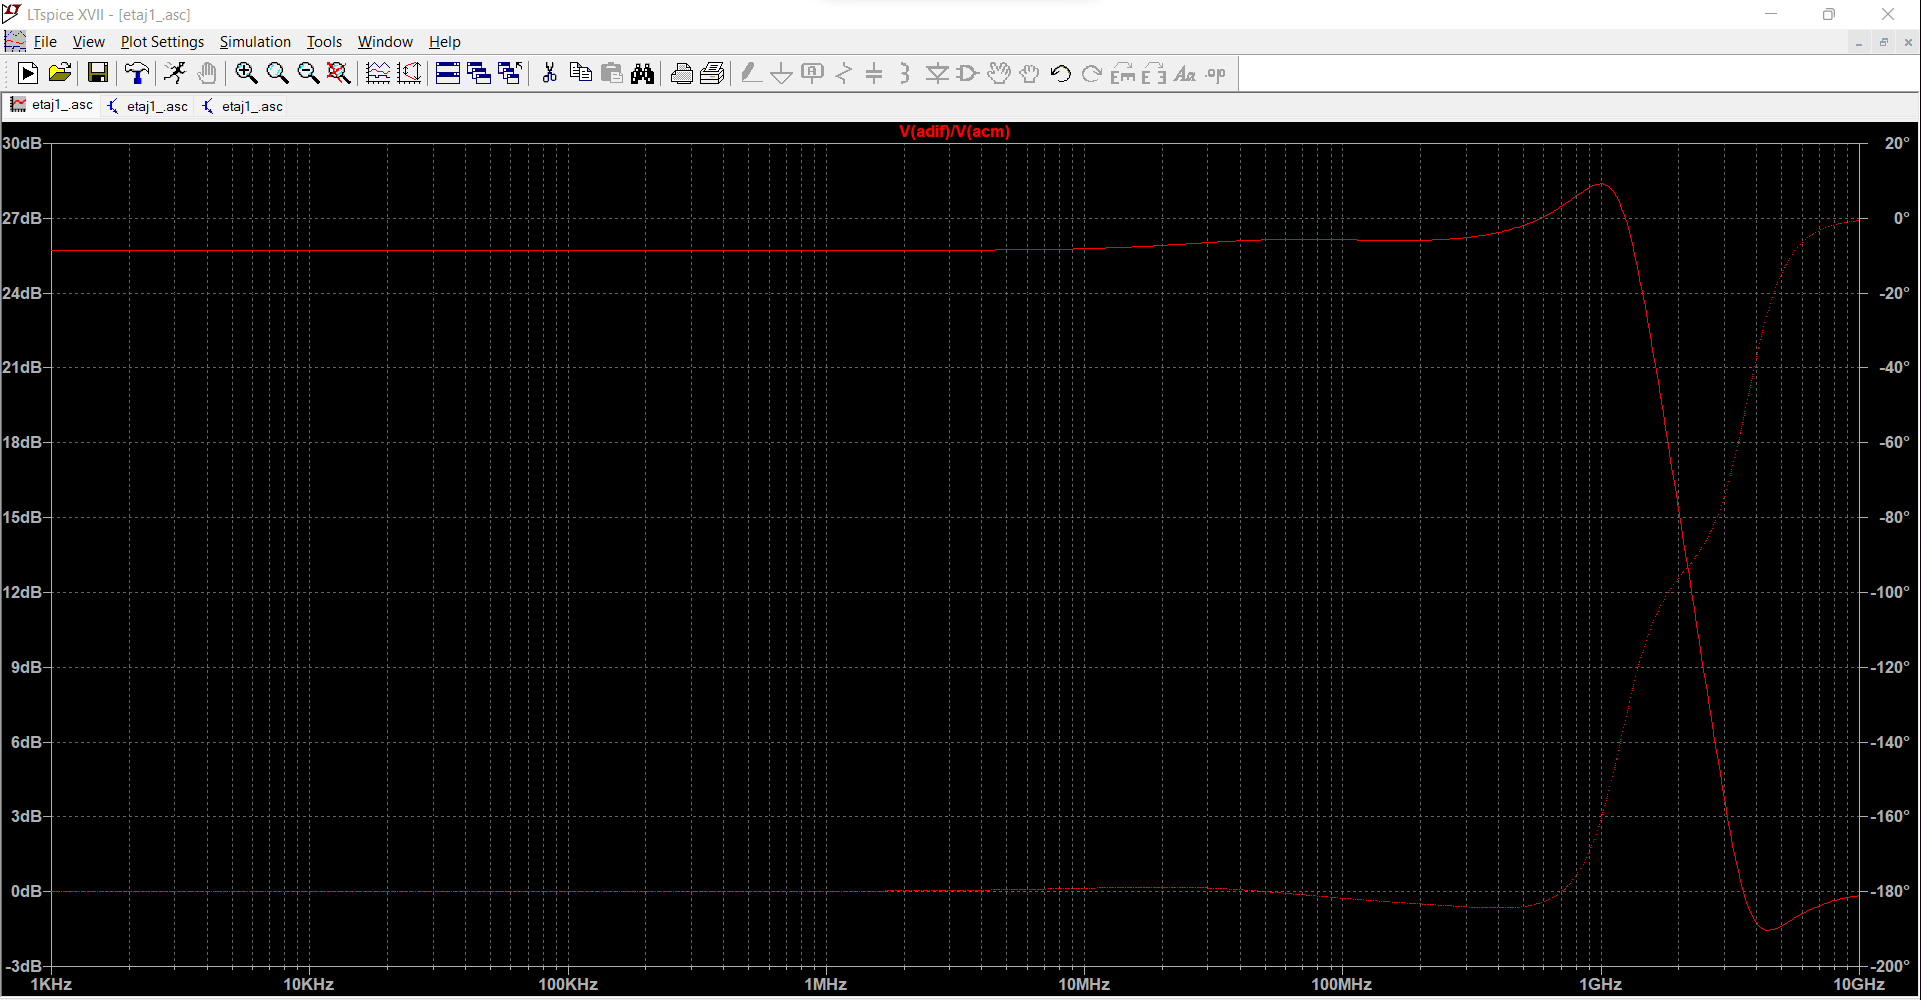 LTspice XVII - [etaj1_.asc]
File View Plot Settings Simulation Tools Window Help
etaj1_.asc etaj1_.asc etaj1_.asc
V(adif)/V(acm)
30dB 20°
27dB 0°
24dB -20°
21dB -40°
18dB -60°
15dB -80°
12dB -100°
9dB -120°
6dB -140°
3dB -160°
0dB -180°
-3dB -200°
1KHz 10KHz 100KHz 1MHz 10MHz 100MHz 1GHz 10GHz